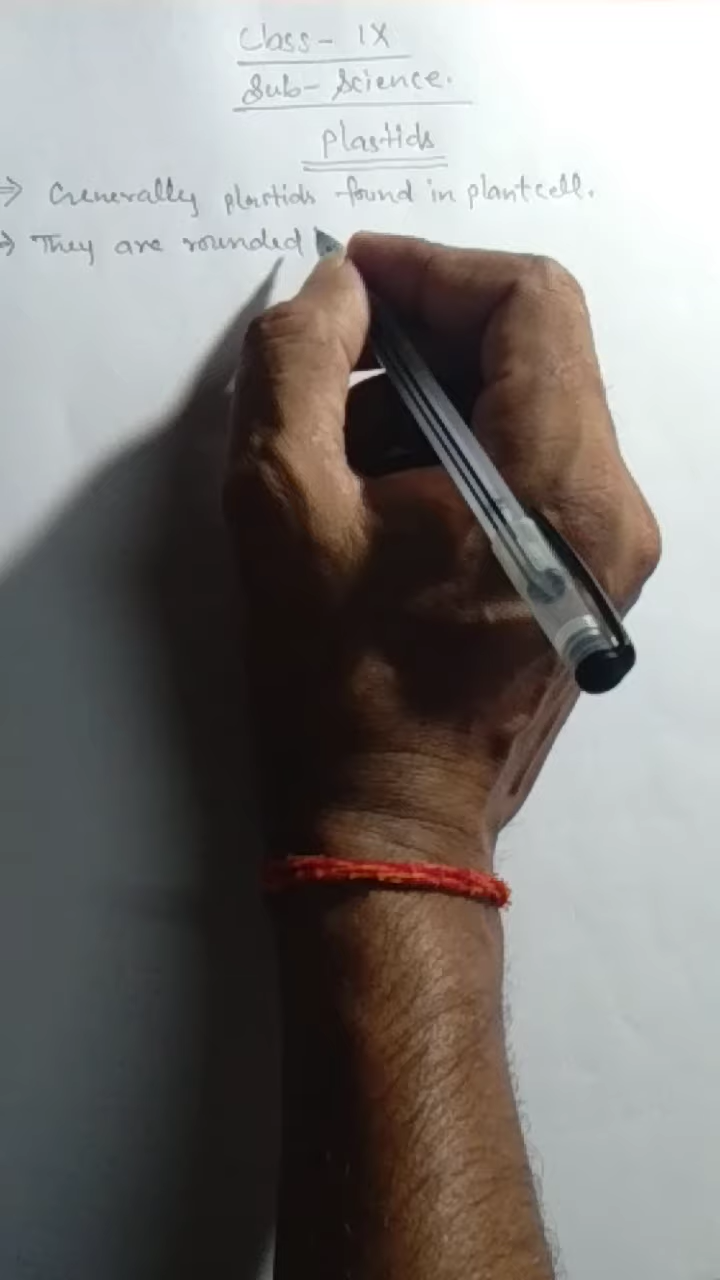 Class - IX
Sub - Science.
Plastids
⇒ Generally plastids found in plant cell.
⇒ They are rounded